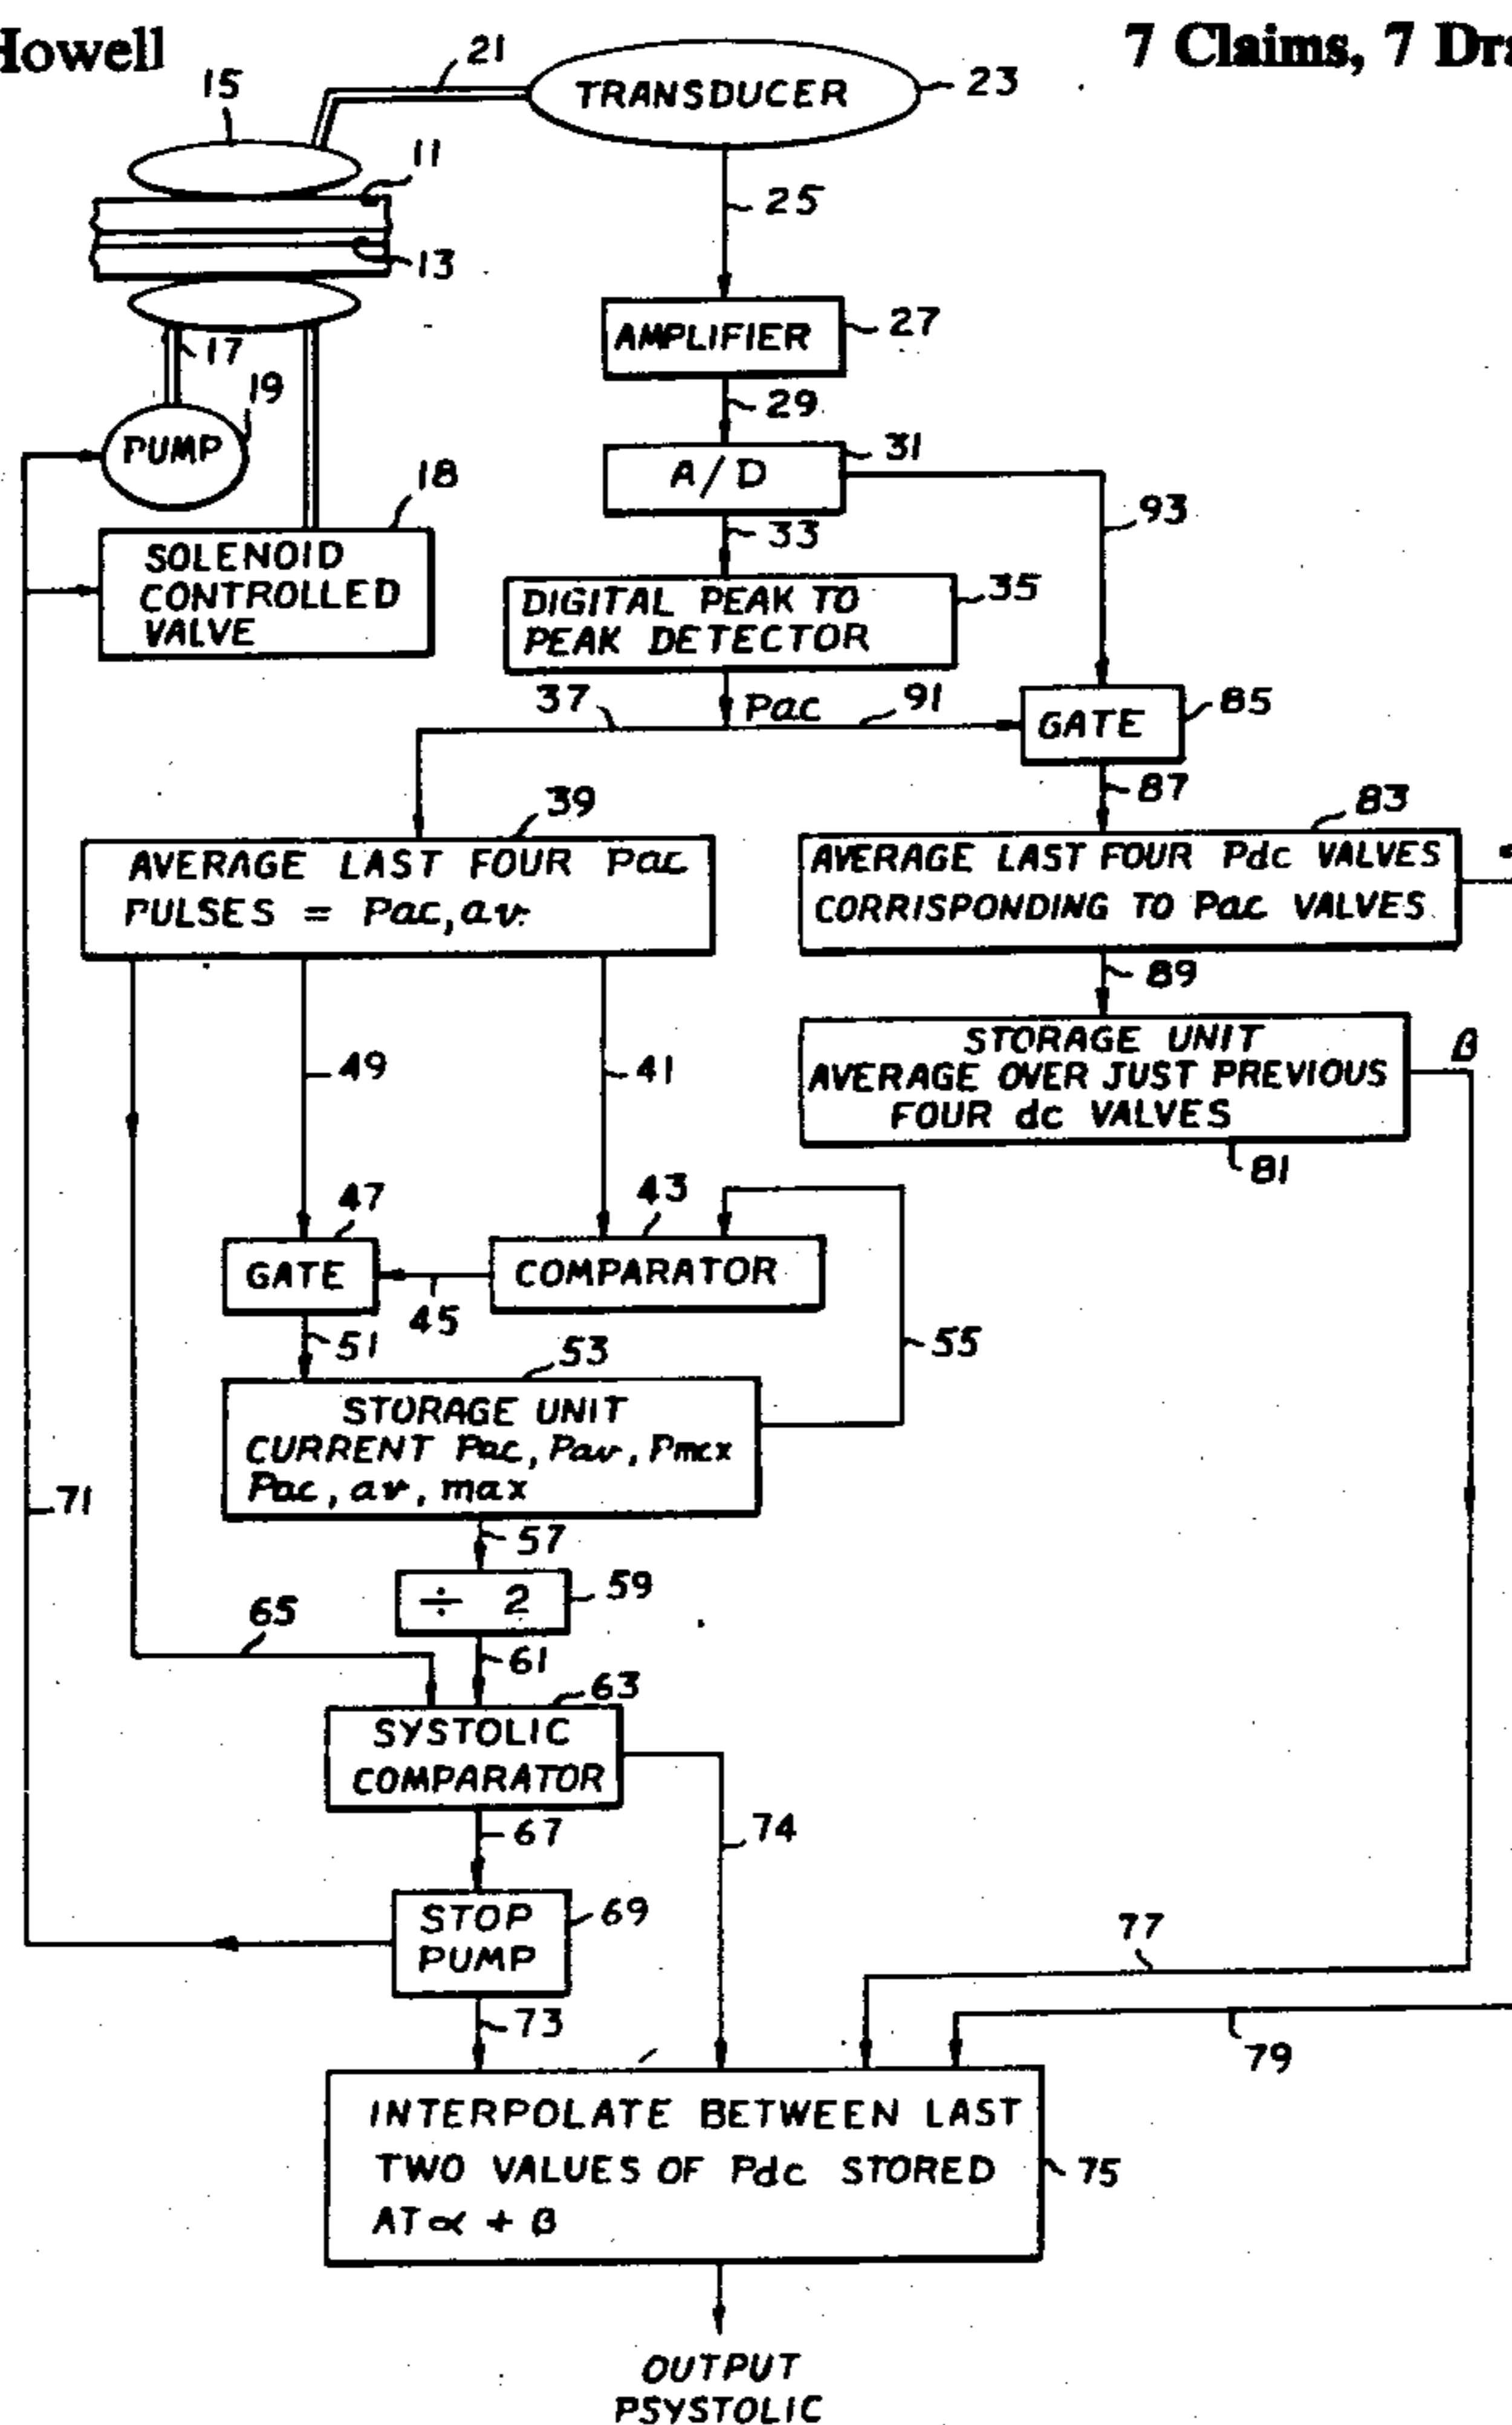 Howell
7 Claims, 7 Dra
21
15
TRANSDUCER
23
11
25
13
17
AMPLIFIER
27
19
29
PUMP
A/D
31
18
93
33
SOLENOID
CONTROLLED
VALVE
DIGITAL PEAK TO
PEAK DETECTOR
35
37
Pac
91
GATE
85
87
39
83
AVERAGE LAST FOUR Pac
PULSES = Pac, av.
AVERAGE LAST FOUR Pdc VALVES
CORRISPONDING TO Pac VALVES
89
49
41
STORAGE UNIT
AVERAGE OVER JUST PREVIOUS
FOUR dc VALVES
β
81
47
43
GATE
COMPARATOR
45
51
53
55
STORAGE UNIT
CURRENT Pac, Pav, Pmcx
Pac, av, max
71
57
÷ 2
59
65
61
63
SYSTOLIC
COMPARATOR
67
74
STOP
PUMP
69
77
73
79
INTERPOLATE BETWEEN LAST
TWO VALUES OF Pdc STORED
AT ∝ + β
75
OUTPUT
PSYSTOLIC